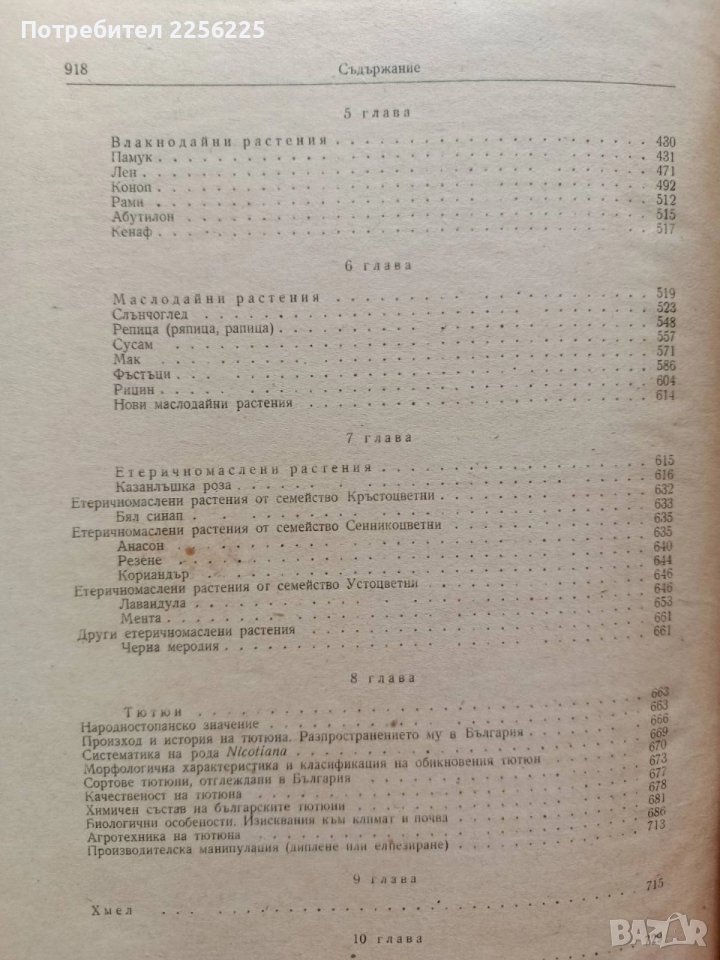 Потребител 2256225
918 Съдържание
5 глава
Влакнодайни растения 430
Памук 431
Лен 471
Коноп 492
Рами 512
Абутилон 515
Кенаф 517
6 глава
Маслодайни растения 519
Слънчоглед 523
Репица (ряпица, рапица) 548
Сусам 557
Мак 571
Фъстъци 586
Рицин 604
Нови маслодайни растения 614
7 глава
Етеричномаслени растения 615
Казанлъшка роза 616
Етеричномаслени растения от семейство Кръстоцветни 632
Бял синап 633
Етеричномаслени растения от семейство Сенникоцветни 635
Анасон 635
Резене 640
Кориандър 644
Етеричномаслени растения от семейство Устоцветни 646
Лавандула 646
Мента 653
Други етеричномаслени растения 661
Черна меродия 661
8 глава
Тютюн 663
Народностопанско значение 663
Произход и история на тютюна. Разпространението му в България 666
Систематика на рода Nicotiana 669
Морфологична характеристика и класификация на обикновения тютюн 670
Сортове тютюни, отглеждани в България 673
Качественост на тютюна 677
Химичен състав на българските тютюни 678
Биологични особености. Изисквания към климат и почва 681
Агротехника на тютюна 686
Производителска манипулация (диплене или елпезиране) 713
9 глава
Хмел 715
10 глава
BAZAR